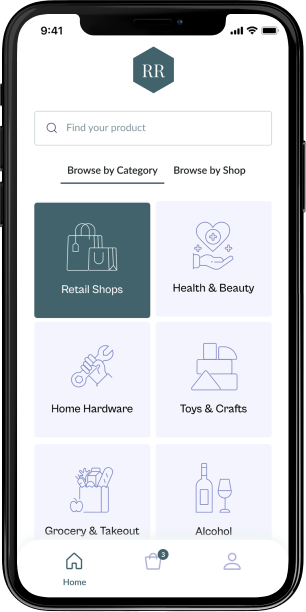 9:41
RR
Find your product
Browse by Category Browse by Shop
Retail Shops
Health & Beauty
Home Hardware
Toys & Crafts
Grocery & Takeout
Alcohol
3
Home